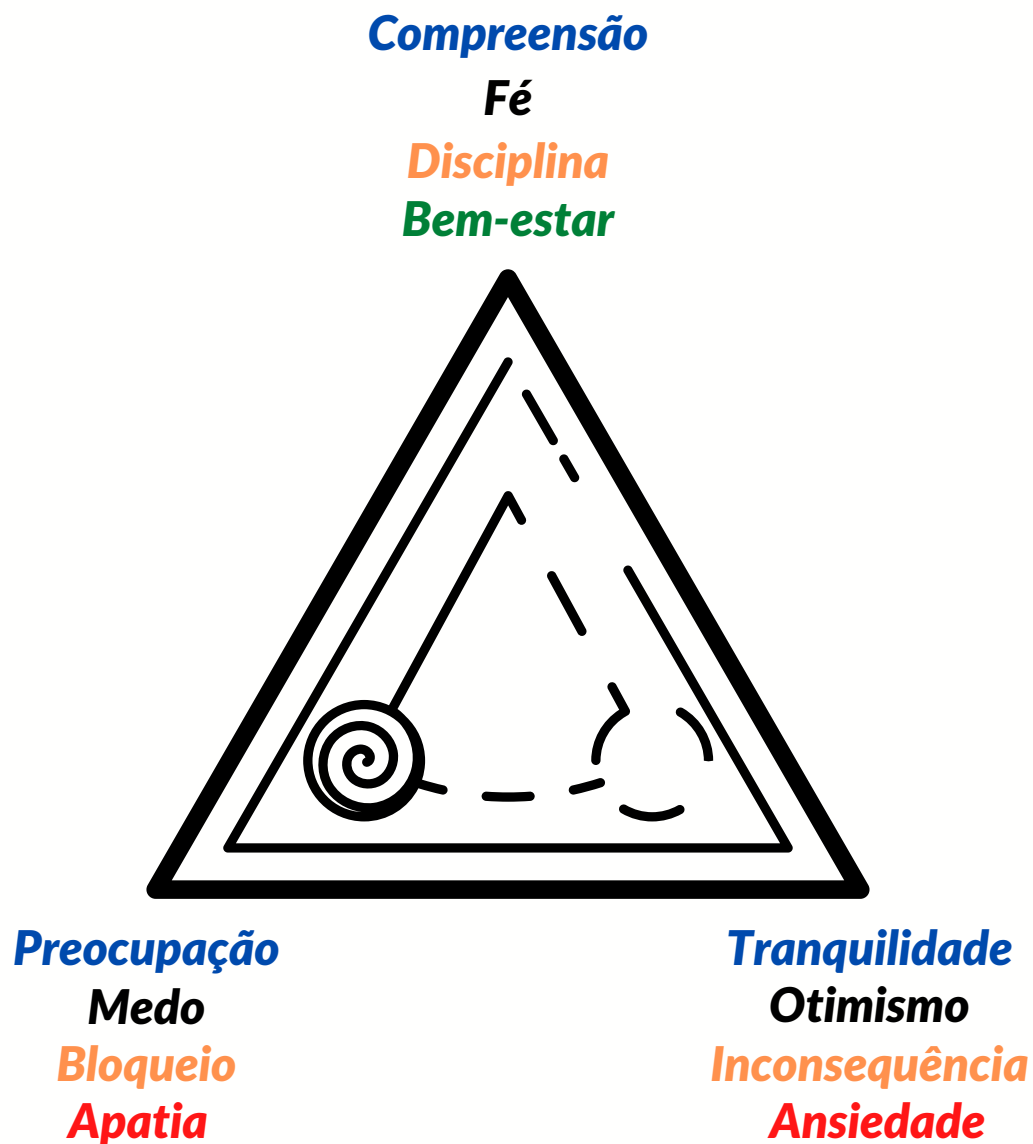 Compreensão
Fé
Disciplina
Bem-estar
Preocupação
Medo
Bloqueio
Apatia
Tranquilidade
Otimismo
Inconsequência
Ansiedade